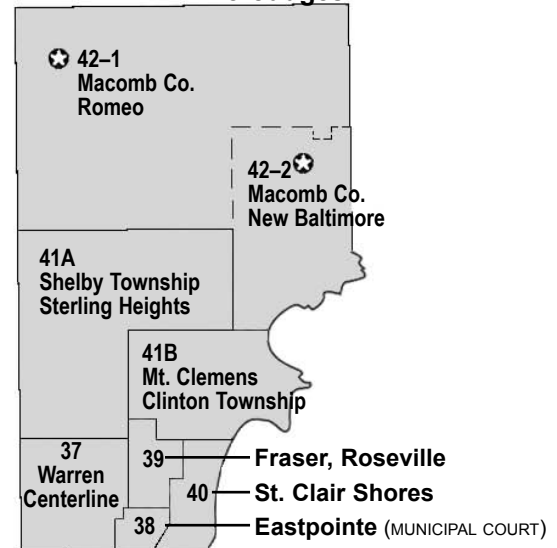 42–1
Macomb Co.
Romeo
42–2
Macomb Co.
New Baltimore
41A
Shelby Township
Sterling Heights
41B
Mt. Clemens
Clinton Township
37
Warren
Centerline
39
Fraser, Roseville
40
St. Clair Shores
38
Eastpointe (MUNICIPAL COURT)